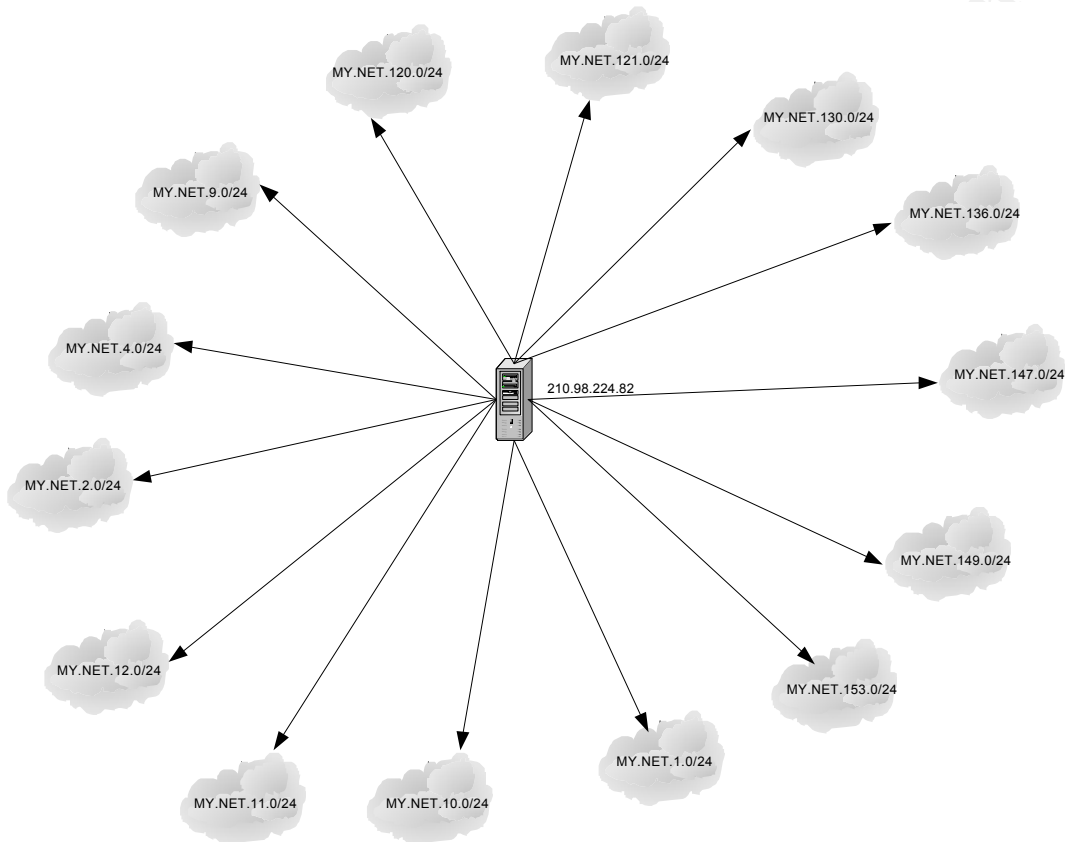 MY.NET.120.0/24
MY.NET.121.0/24
MY.NET.130.0/24
MY.NET.9.0/24
MY.NET.136.0/24
MY.NET.4.0/24
MY.NET.147.0/24
210.98.224.82
MY.NET.2.0/24
MY.NET.149.0/24
MY.NET.12.0/24
MY.NET.153.0/24
MY.NET.1.0/24
MY.NET.11.0/24
MY.NET.10.0/24